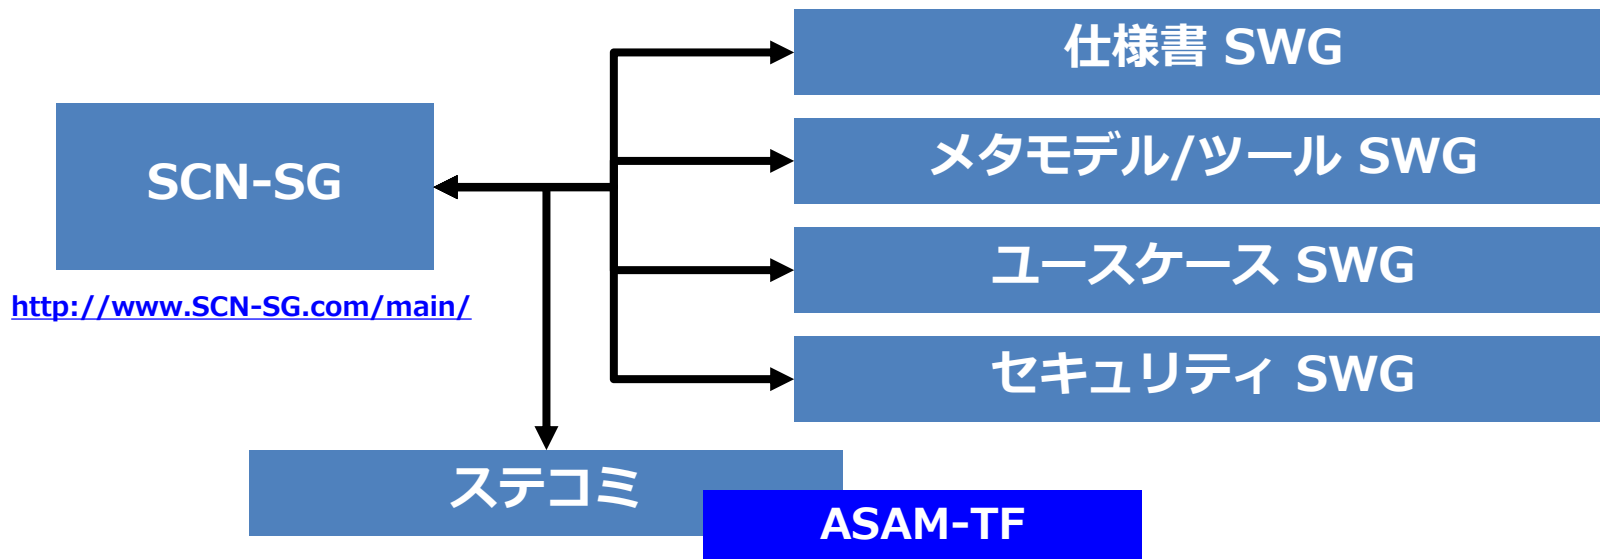 仕様書 SWG
SCN-SG
メタモデル/ツール SWG
ユースケース SWG
http://www.SCN-SG.com/main/
セキュリティ SWG
ステコミ
ASAM-TF